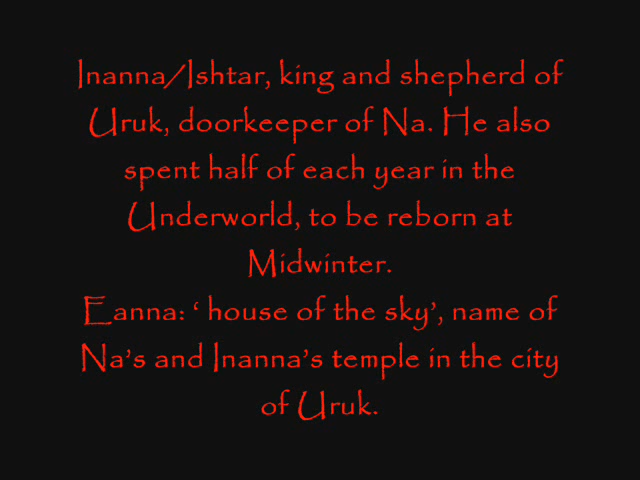 Inanna/Ishtar, king and shepherd of
Uruk, doorkeeper of Na. He also
spent half of each year in the
Underworld, to be reborn at
Midwinter.
Eanna: ‘ house of the sky’, name of
Na’s and Inanna’s temple in the city
of Uruk.